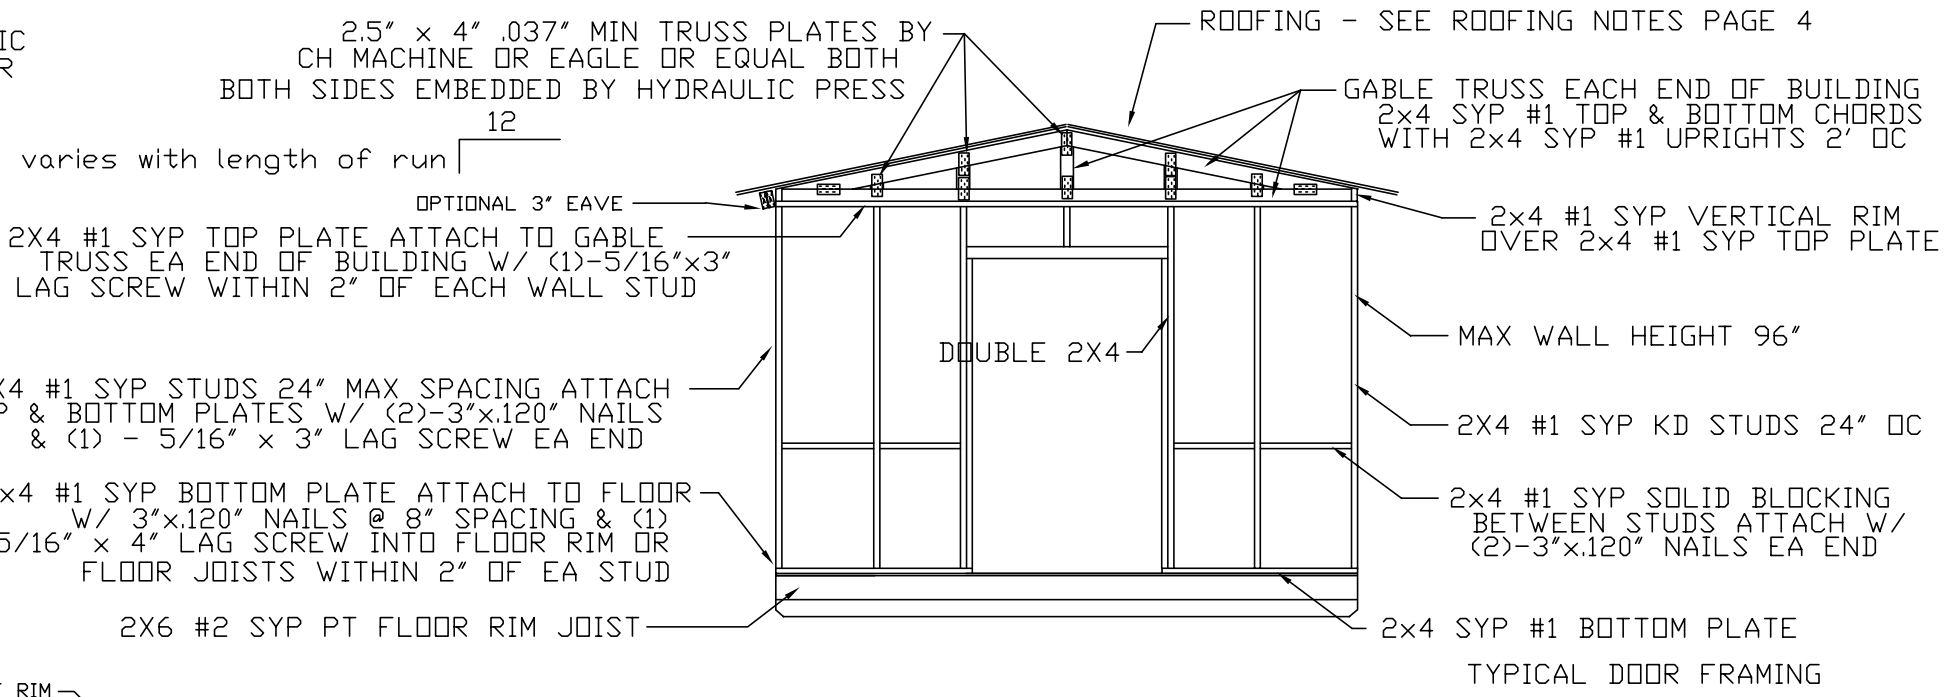 IC
R
2.5" x 4" .037" MIN TRUSS PLATES BY
CH MACHINE OR EAGLE OR EQUAL BOTH
BOTH SIDES EMBEDDED BY HYDRAULIC PRESS
12
varies with length of run
OPTIONAL 3" EAVE
2X4 #1 SYP TOP PLATE ATTACH TO GABLE
TRUSS EA END OF BUILDING W/ (1)-5/16"x3"
LAG SCREW WITHIN 2" OF EACH WALL STUD
X4 #1 SYP STUDS 24" MAX SPACING ATTACH
P & BOTTOM PLATES W/ (2)-3"x.120" NAILS
& (1) - 5/16" x 3" LAG SCREW EA END
x4 #1 SYP BOTTOM PLATE ATTACH TO FLOOR
W/ 3"x.120" NAILS @ 8" SPACING & (1)
5/16" x 4" LAG SCREW INTO FLOOR RIM OR
FLOOR JOISTS WITHIN 2" OF EA STUD
2X6 #2 SYP PT FLOOR RIM JOIST
RIM
DOUBLE 2X4
ROOFING - SEE ROOFING NOTES PAGE 4
GABLE TRUSS EACH END OF BUILDING
2x4 SYP #1 TOP & BOTTOM CHORDS
WITH 2x4 SYP #1 UPRIGHTS 2' OC
2x4 #1 SYP VERTICAL RIM
OVER 2x4 #1 SYP TOP PLATE
MAX WALL HEIGHT 96"
2X4 #1 SYP KD STUDS 24" OC
2x4 #1 SYP SOLID BLOCKING
BETWEEN STUDS ATTACH W/
(2)-3"x.120" NAILS EA END
2x4 SYP #1 BOTTOM PLATE
TYPICAL DOOR FRAMING